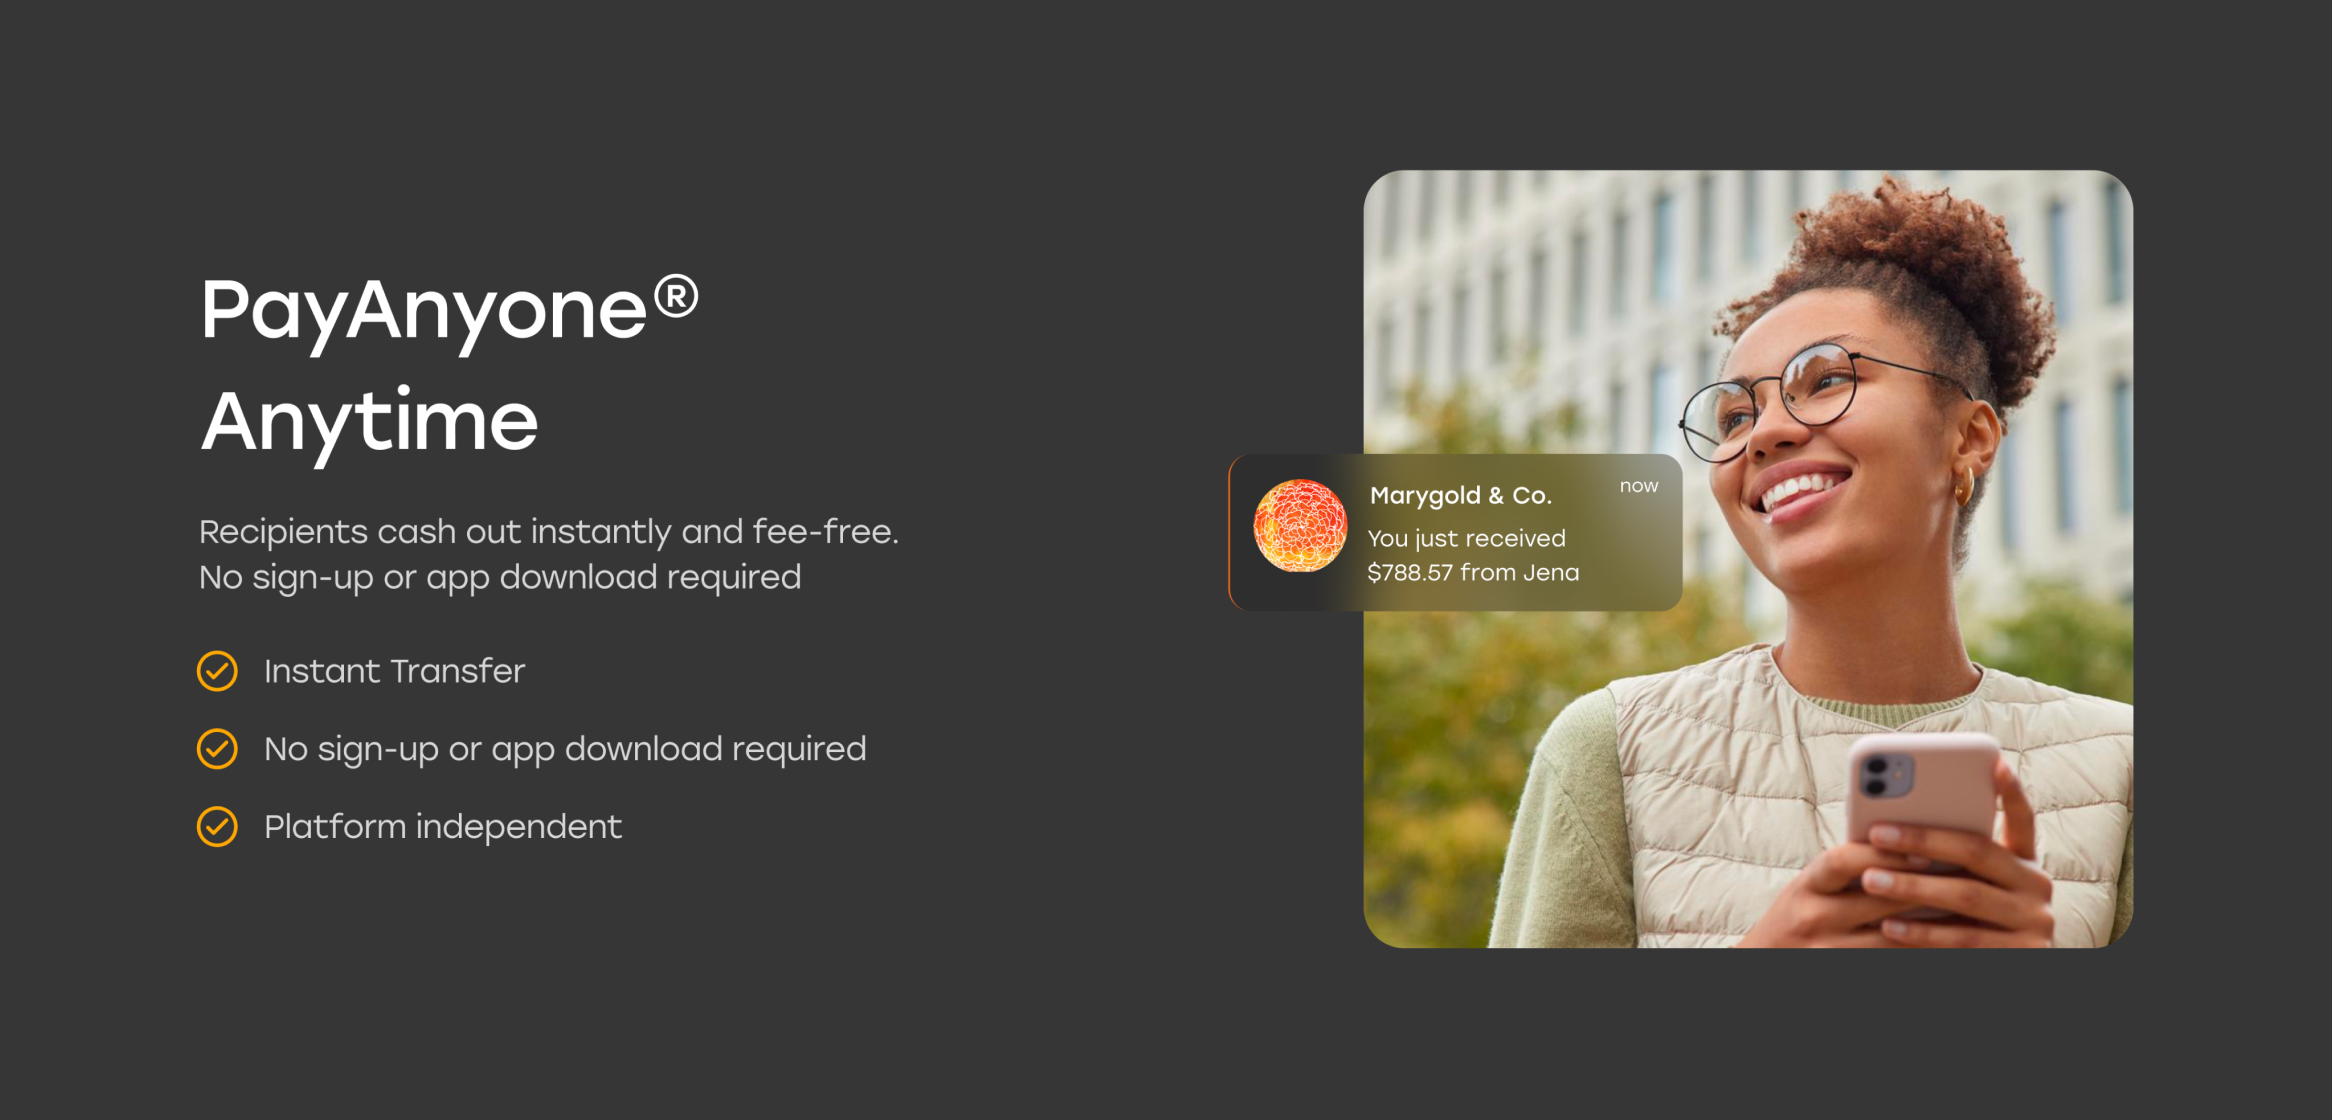 PayAnyone®
Anytime
Recipients cash out instantly and fee-free.
No sign-up or app download required
Instant Transfer
No sign-up or app download required
Platform independent
Marygold & Co.
now
You just received
$788.57 from Jena